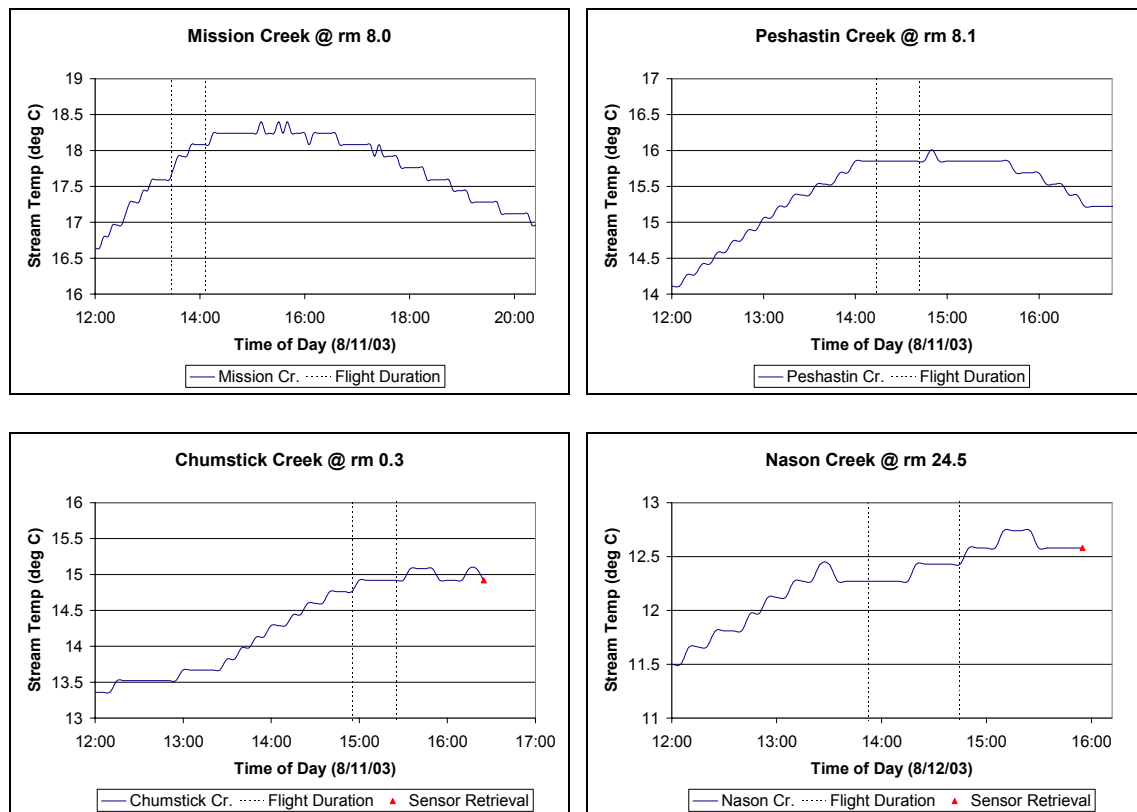 Mission Creek @ rm 8.0
19
18.5
18
17.5
17
16.5
16
Stream Temp (deg C)
12:00 14:00 16:00 18:00 20:00
Time of Day (8/11/03)
Mission Cr. Flight Duration
Peshastin Creek @ rm 8.1
17
16.5
16
15.5
15
14.5
14
Stream Temp (deg C)
12:00 13:00 14:00 15:00 16:00
Time of Day (8/11/03)
Peshastin Cr. Flight Duration
Chumstick Creek @ rm 0.3
16
15.5
15
14.5
14
13.5
13
Stream Temp (deg C)
12:00 13:00 14:00 15:00 16:00 17:00
Time of Day (8/11/03)
Chumstick Cr. Flight Duration Sensor Retrieval
Nason Creek @ rm 24.5
13
12.5
12
11.5
11
Stream Temp (deg C)
12:00 13:00 14:00 15:00 16:00
Time of Day (8/12/03)
Nason Cr. Flight Duration Sensor Retrieval